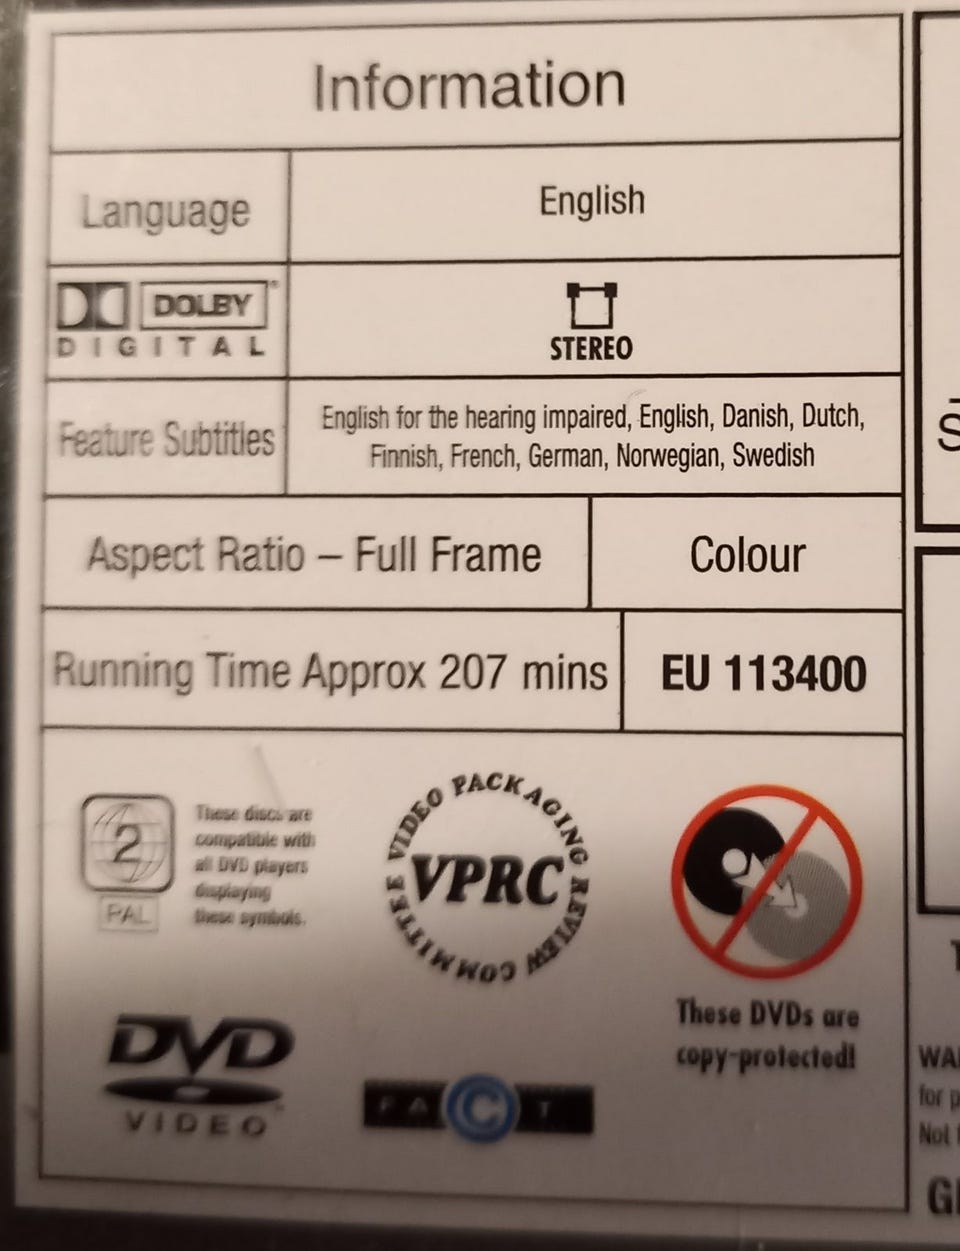 Information
Language
English
DOLBY
DIGITAL
STEREO
Feature Subtitles
English for the hearing impaired, English, Danish, Dutch,
Finnish, French, German, Norwegian, Swedish
Aspect Ratio – Full Frame
Colour
Running Time Approx 207 mins
EU 113400
2
PAL
These discs are
compatible with
all DVD players
displaying
these symbols.
VIDEO PACKAGING REVIEW COMMITTEE
VPRC
These DVDs are
copy-protected!
DVD
VIDEO
FACT
for
Not